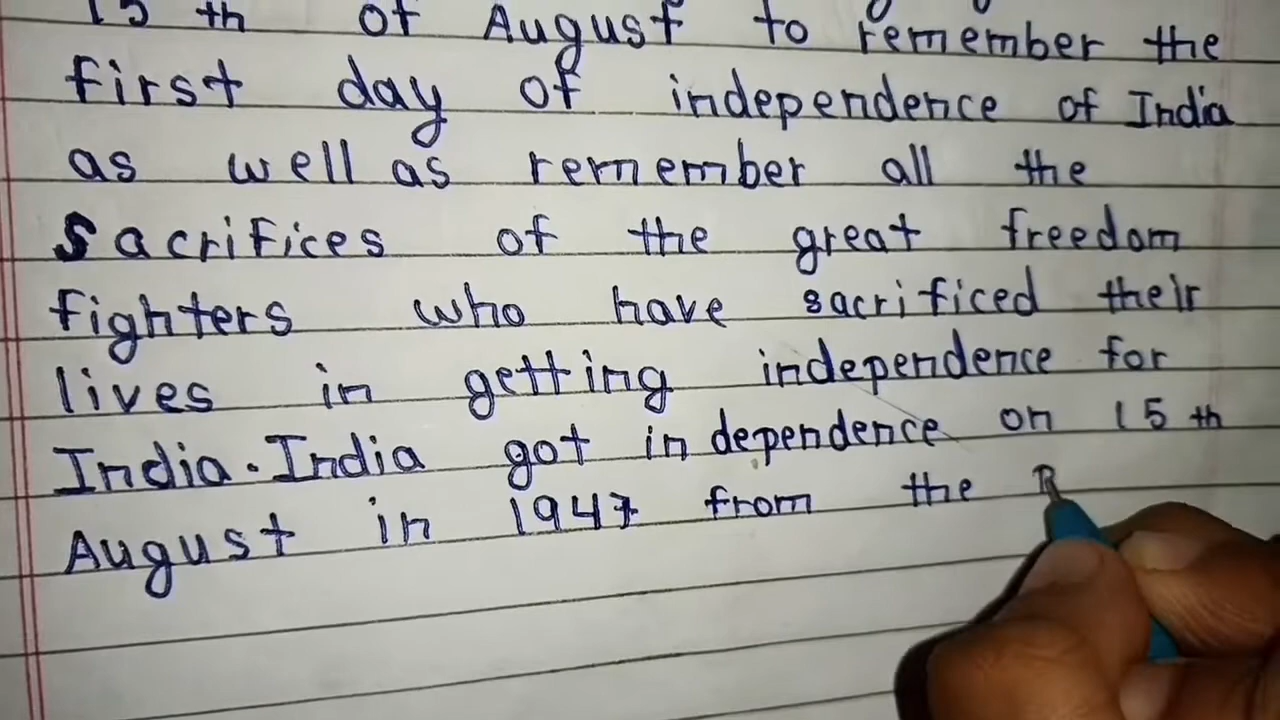 15 th of August to remember the
first day of independence of India
as well as remember all the
sacrifices of the great freedom
fighters who have sacrificed their
lives in getting independence for
India. India got independence on 15 th
August in 1947 from the